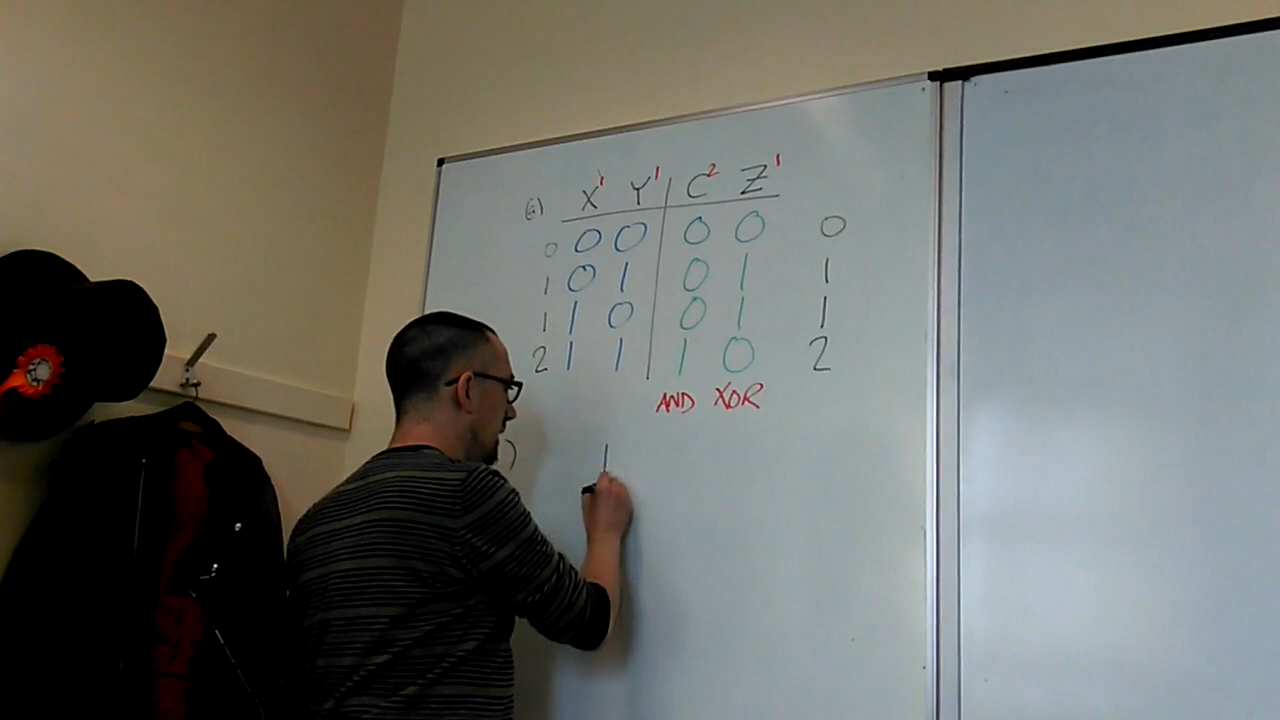 (a) X¹ Y¹ | C² Z¹
0 0 0 | 0 0 0
1 0 1 | 0 1 1
1 1 0 | 0 1 1
2 1 1 | 1 0 2
AND XOR
)